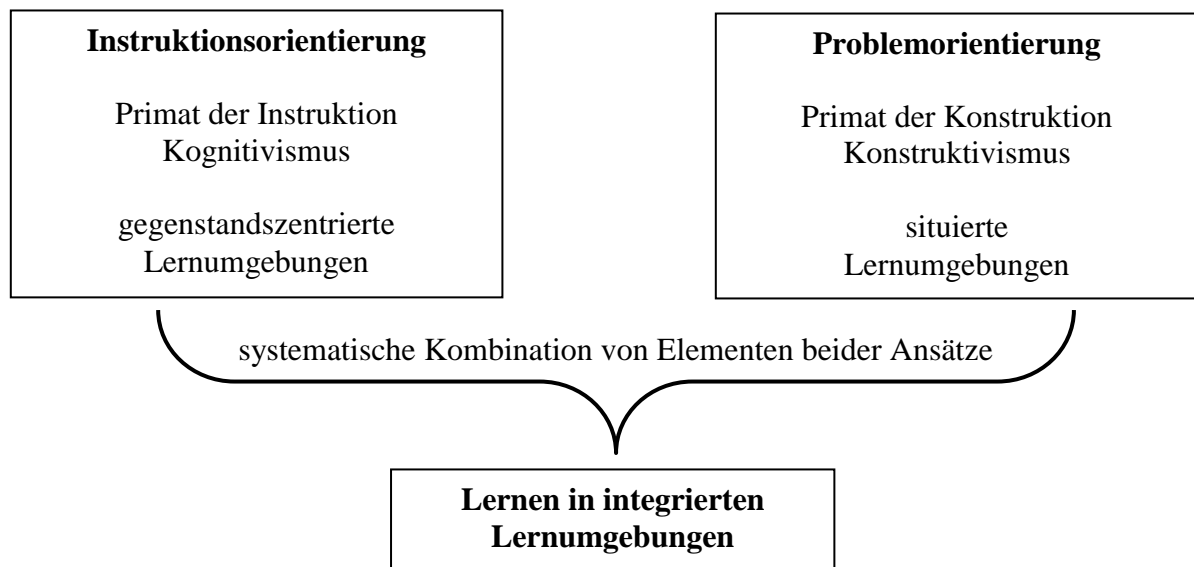 Instruktionsorientierung
Primat der Instruktion
Kognitivismus
gegenstandszentrierte
Lernumgebungen
Problemorientierung
Primat der Konstruktion
Konstruktivismus
situierte
Lernumgebungen
systematische Kombination von Elementen beider Ansätze
Lernen in integrierten
Lernumgebungen